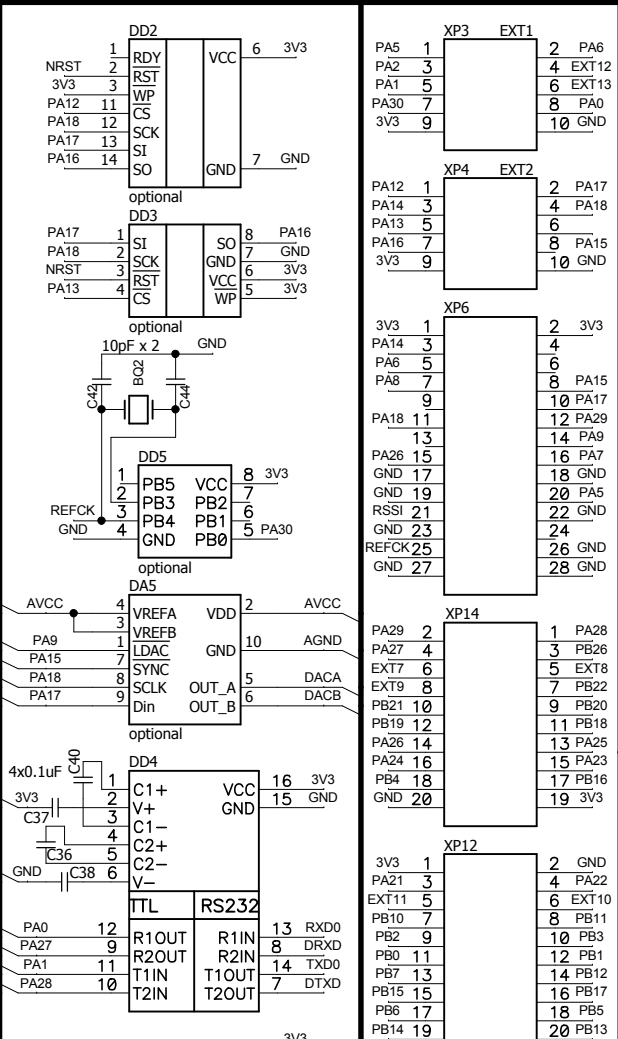 DD2
1 RDY VCC 6 3V3
NRST 2 RST
3V3 3 WP
PA12 11 CS
PA18 12 SCK
PA17 13 SI
PA16 14 SO GND 7 GND
optional
DD3
PA17 1 SI SO 8 PA16
PA18 2 SCK GND 7 GND
NRST 3 RST VCC 6 3V3
PA13 4 CS WP 5 3V3
optional
10pF x 2 GND
C42 BQ2 C44
DD5
1 PB5 VCC 8 3V3
2 PB3 PB2 7
REFCK 3 PB4 PB1 6
GND 4 GND PB0 5 PA30
optional
DA5
AVCC 4 VREFA VDD 2 AVCC
3 VREFB
PA9 1 LDAC GND 10 AGND
PA15 7 SYNC
PA18 8 SCLK OUT_A 5 DACA
PA17 9 Din OUT_B 6 DACB
optional
DD4
4x0.1uF C40
1 C1+ VCC 16 3V3
3V3 C37 2 V+ GND 15 GND
3 C1-
4 C2+
C36 5 C2-
GND C38 6 V-
TTL RS232
PA0 12 R1OUT R1IN 13 RXD0
PA27 9 R2OUT R2IN 8 DRXD
PA1 11 T1IN T1OUT 14 TXD0
PA28 10 T2IN T2OUT 7 DTXD
3V3
XP3 EXT1
PA5 1 2 PA6
PA2 3 4 EXT12
PA1 5 6 EXT13
PA30 7 8 PA0
3V3 9 10 GND
XP4 EXT2
PA12 1 2 PA17
PA14 3 4 PA18
PA13 5 6
PA16 7 8 PA15
3V3 9 10 GND
XP6
3V3 1 2 3V3
PA14 3 4
PA6 5 6
PA8 7 8 PA15
9 10 PA17
PA18 11 12 PA29
13 14 PA9
PA26 15 16 PA7
GND 17 18 GND
GND 19 20 PA5
RSSI 21 22 GND
GND 23 24
REFCK 25 26 GND
GND 27 28 GND
XP14
PA29 2 1 PA28
PA27 4 3 PB26
EXT7 6 5 EXT8
EXT9 8 7 PB22
PB21 10 9 PB20
PB19 12 11 PB18
PA26 14 13 PA25
PA24 16 15 PA23
PB4 18 17 PB16
GND 20 19 3V3
XP12
3V3 1 2 GND
PA21 3 4 PA22
EXT11 5 6 EXT10
PB10 7 8 PB11
PB2 9 10 PB3
PB0 11 12 PB1
PB7 13 14 PB12
PB15 15 16 PB17
PB6 17 18 PB5
PB14 19 20 PB13